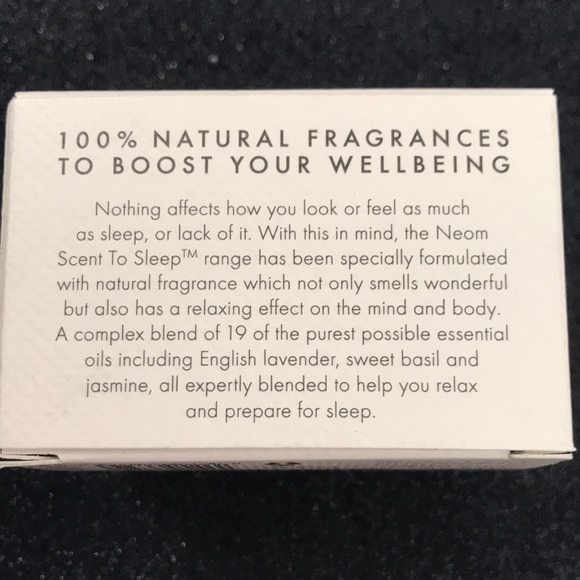 100% NATURAL FRAGRANCES
TO BOOST YOUR WELLBEING
Nothing affects how you look or feel as much
as sleep, or lack of it. With this in mind, the Neom
Scent To Sleep™ range has been specially formulated
with natural fragrance which not only smells wonderful
but also has a relaxing effect on the mind and body.
A complex blend of 19 of the purest possible essential
oils including English lavender, sweet basil and
jasmine, all expertly blended to help you relax
and prepare for sleep.